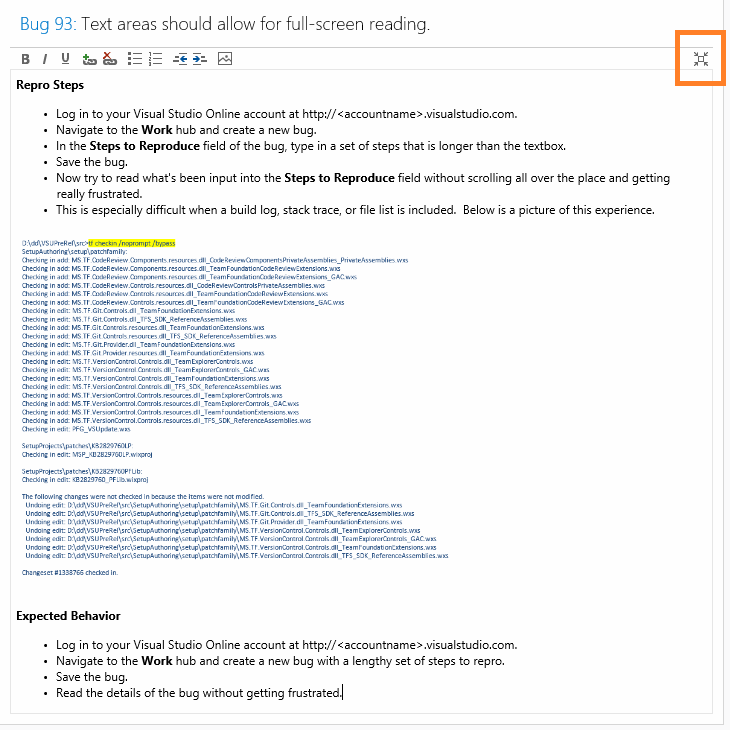 Bug 93: Text areas should allow for full-screen reading.
B I U
Repro Steps
• Log in to your Visual Studio Online account at http://<accountname>.visualstudio.com.
• Navigate to the Work hub and create a new bug.
• In the Steps to Reproduce field of the bug, type in a set of steps that is longer than the textbox.
• Save the bug.
• Now try to read what's been input into the Steps to Reproduce field without scrolling all over the place and getting
really frustrated.
• This is especially difficult when a build log, stack trace, or file list is included.  Below is a picture of this experience.
D:\dd\VSUPreRel\src>tf checkin /noprompt /bypass
SetupAuthoring\setup\patchfamily:
Checking in add: MS.TF.CodeReview.Components.resources.dll_CodeReviewComponentsPrivateAssemblies_PrivateAssemblies.wxs
Checking in add: MS.TF.CodeReview.Components.resources.dll_TeamFoundationCodeReviewExtensions.wxs
Checking in add: MS.TF.CodeReview.Components.resources.dll_TeamFoundationCodeReviewExtensions_GAC.wxs
Checking in add: MS.TF.CodeReview.Controls.resources.dll_CodeReviewControlsPrivateAssemblies.wxs
Checking in add: MS.TF.CodeReview.Controls.resources.dll_TeamFoundationCodeReviewExtensions.wxs
Checking in add: MS.TF.CodeReview.Controls.resources.dll_TeamFoundationCodeReviewExtensions_GAC.wxs
Checking in edit: MS.TF.Git.Controls.dll_TeamFoundationExtensions.wxs
Checking in edit: MS.TF.Git.Controls.dll_TFS_SDK_ReferenceAssemblies.wxs
Checking in add: MS.TF.Git.Controls.resources.dll_TeamFoundationExtensions.wxs
Checking in add: MS.TF.Git.Controls.resources.dll_TFS_SDK_ReferenceAssemblies.wxs
Checking in edit: MS.TF.Git.Provider.dll_TeamFoundationExtensions.wxs
Checking in add: MS.TF.Git.Provider.resources.dll_TeamFoundationExtensions.wxs
Checking in edit: MS.TF.VersionControl.Controls.dll_TeamExplorerControls.wxs
Checking in edit: MS.TF.VersionControl.Controls.dll_TeamExplorerControls_GAC.wxs
Checking in edit: MS.TF.VersionControl.Controls.dll_TeamFoundationExtensions.wxs
Checking in edit: MS.TF.VersionControl.Controls.dll_TFS_SDK_ReferenceAssemblies.wxs
Checking in add: MS.TF.VersionControl.Controls.resources.dll_TeamExplorerControls.wxs
Checking in add: MS.TF.VersionControl.Controls.resources.dll_TeamExplorerControls_GAC.wxs
Checking in add: MS.TF.VersionControl.Controls.resources.dll_TeamFoundationExtensions.wxs
Checking in add: MS.TF.VersionControl.Controls.resources.dll_TFS_SDK_ReferenceAssemblies.wxs
Checking in edit: PFG_VSUpdate.wxs
SetupProjects\patches\KB2829760LP:
Checking in edit: MSP_KB2829760LP.wixproj
SetupProjects\patches\KB2829760PFLib:
Checking in edit: KB2829760_PFLib.wixproj
The following changes were not checked in because the items were not modified.
Undoing edit: D:\dd\VSUPreRel\src\SetupAuthoring\setup\patchfamily\MS.TF.Git.Controls.dll_TeamFoundationExtensions.wxs
Undoing edit: D:\dd\VSUPreRel\src\SetupAuthoring\setup\patchfamily\MS.TF.Git.Controls.dll_TFS_SDK_ReferenceAssemblies.wxs
Undoing edit: D:\dd\VSUPreRel\src\SetupAuthoring\setup\patchfamily\MS.TF.Git.Provider.dll_TeamFoundationExtensions.wxs
Undoing edit: D:\dd\VSUPreRel\src\SetupAuthoring\setup\patchfamily\MS.TF.VersionControl.Controls.dll_TeamExplorerControls.wxs
Undoing edit: D:\dd\VSUPreRel\src\SetupAuthoring\setup\patchfamily\MS.TF.VersionControl.Controls.dll_TeamExplorerControls_GAC.wxs
Undoing edit: D:\dd\VSUPreRel\src\SetupAuthoring\setup\patchfamily\MS.TF.VersionControl.Controls.dll_TeamFoundationExtensions.wxs
Undoing edit: D:\dd\VSUPreRel\src\SetupAuthoring\setup\patchfamily\MS.TF.VersionControl.Controls.dll_TFS_SDK_ReferenceAssemblies.wxs
Changeset #1338766 checked in.
Expected Behavior
• Log in to your Visual Studio Online account at http://<accountname>.visualstudio.com.
• Navigate to the Work hub and create a new bug with a lengthy set of steps to repro.
• Save the bug.
• Read the details of the bug without getting frustrated.